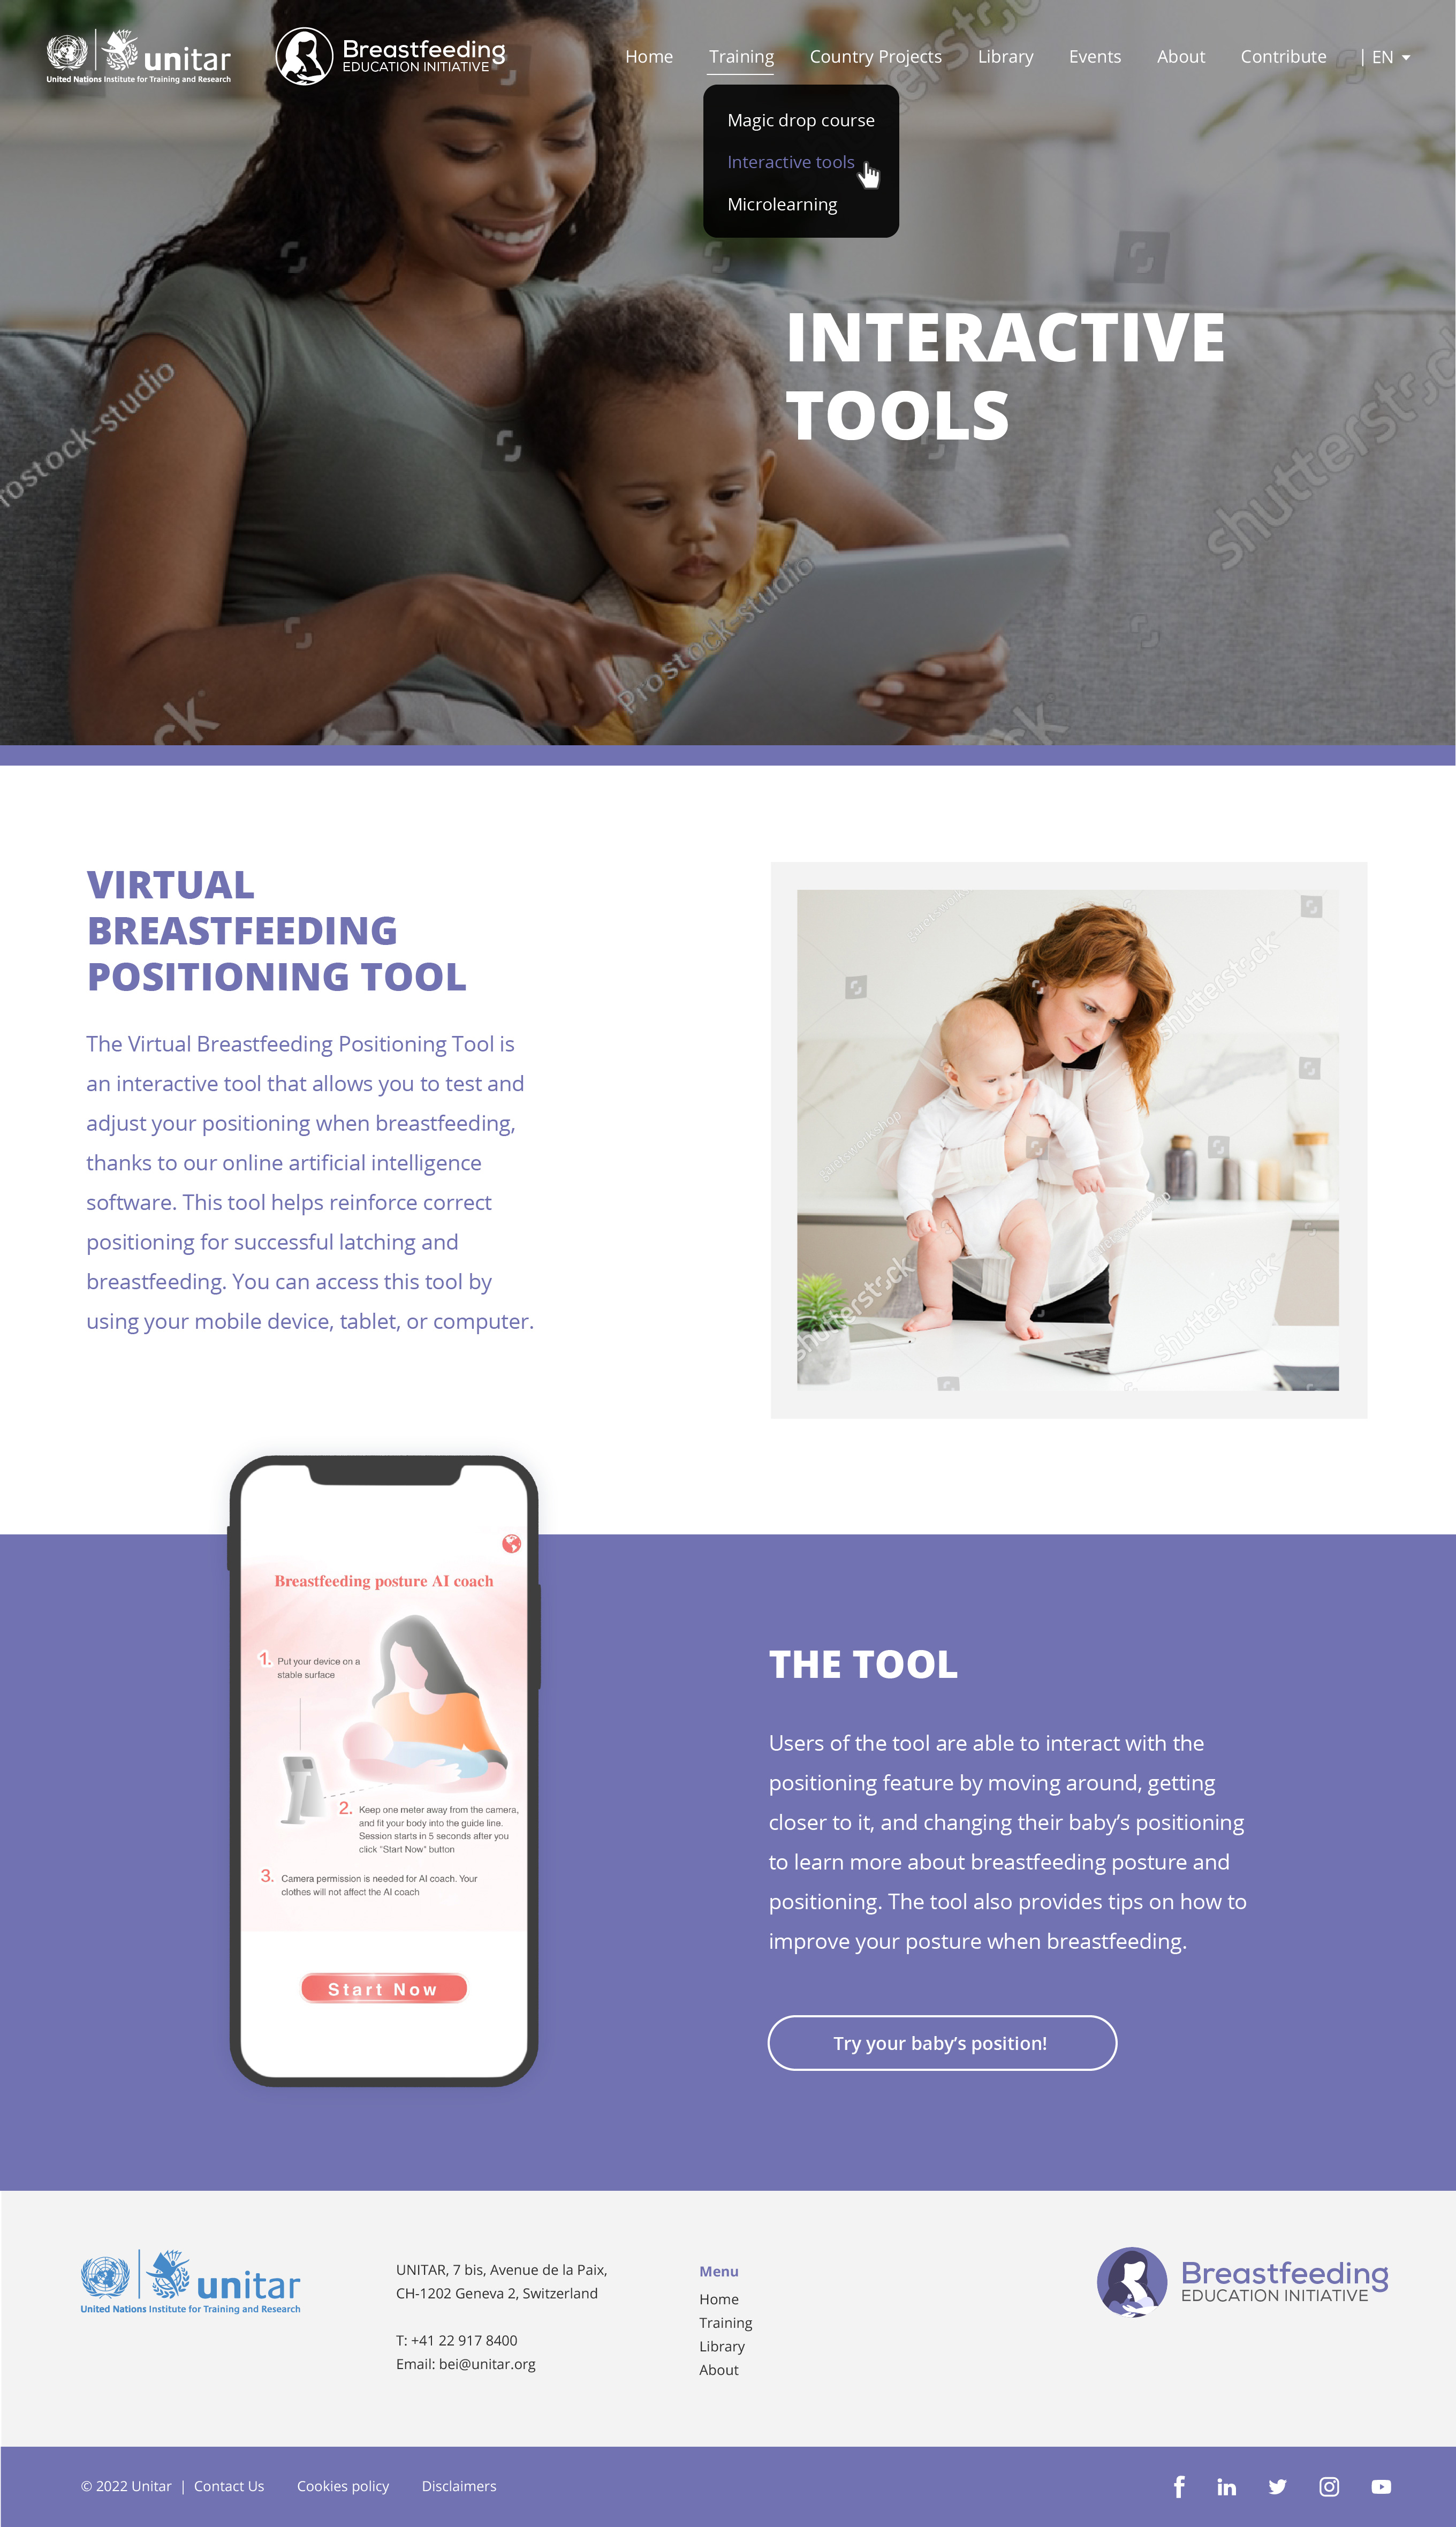 unitar
United Nations Institute for Training and Research
Breastfeeding
EDUCATION INITIATIVE
Home Training Country Projects Library Events About Contribute | EN
Magic drop course
Interactive tools
Microlearning
INTERACTIVE
TOOLS
Prostock-studio
shutterstock
Prostock-studio
VIRTUAL
BREASTFEEDING
POSITIONING TOOL
The Virtual Breastfeeding Positioning Tool is
an interactive tool that allows you to test and
adjust your positioning when breastfeeding,
thanks to our online artificial intelligence
software. This tool helps reinforce correct
positioning for successful latching and
breastfeeding. You can access this tool by
using your mobile device, tablet, or computer.
shutterstock
shutterstock
shutterstock
Breastfeeding posture AI coach
1. Put your device on a
stable surface
2. Keep one meter away from the camera,
and fit your body into the guide line.
Session starts in 5 seconds after you
click "Start Now" button
3. Camera permission is needed for AI coach. Your
clothes will not affect the AI coach
Start Now
THE TOOL
Users of the tool are able to interact with the
positioning feature by moving around, getting
closer to it, and changing their baby's positioning
to learn more about breastfeeding posture and
positioning. The tool also provides tips on how to
improve your posture when breastfeeding.
Try your baby's position!
unitar
United Nations Institute for Training and Research
UNITAR, 7 bis, Avenue de la Paix,
CH-1202 Geneva 2, Switzerland
T: +41 22 917 8400
Email: bei@unitar.org
Menu
Home
Training
Library
About
Breastfeeding
EDUCATION INITIATIVE
© 2022 Unitar | Contact Us Cookies policy Disclaimers